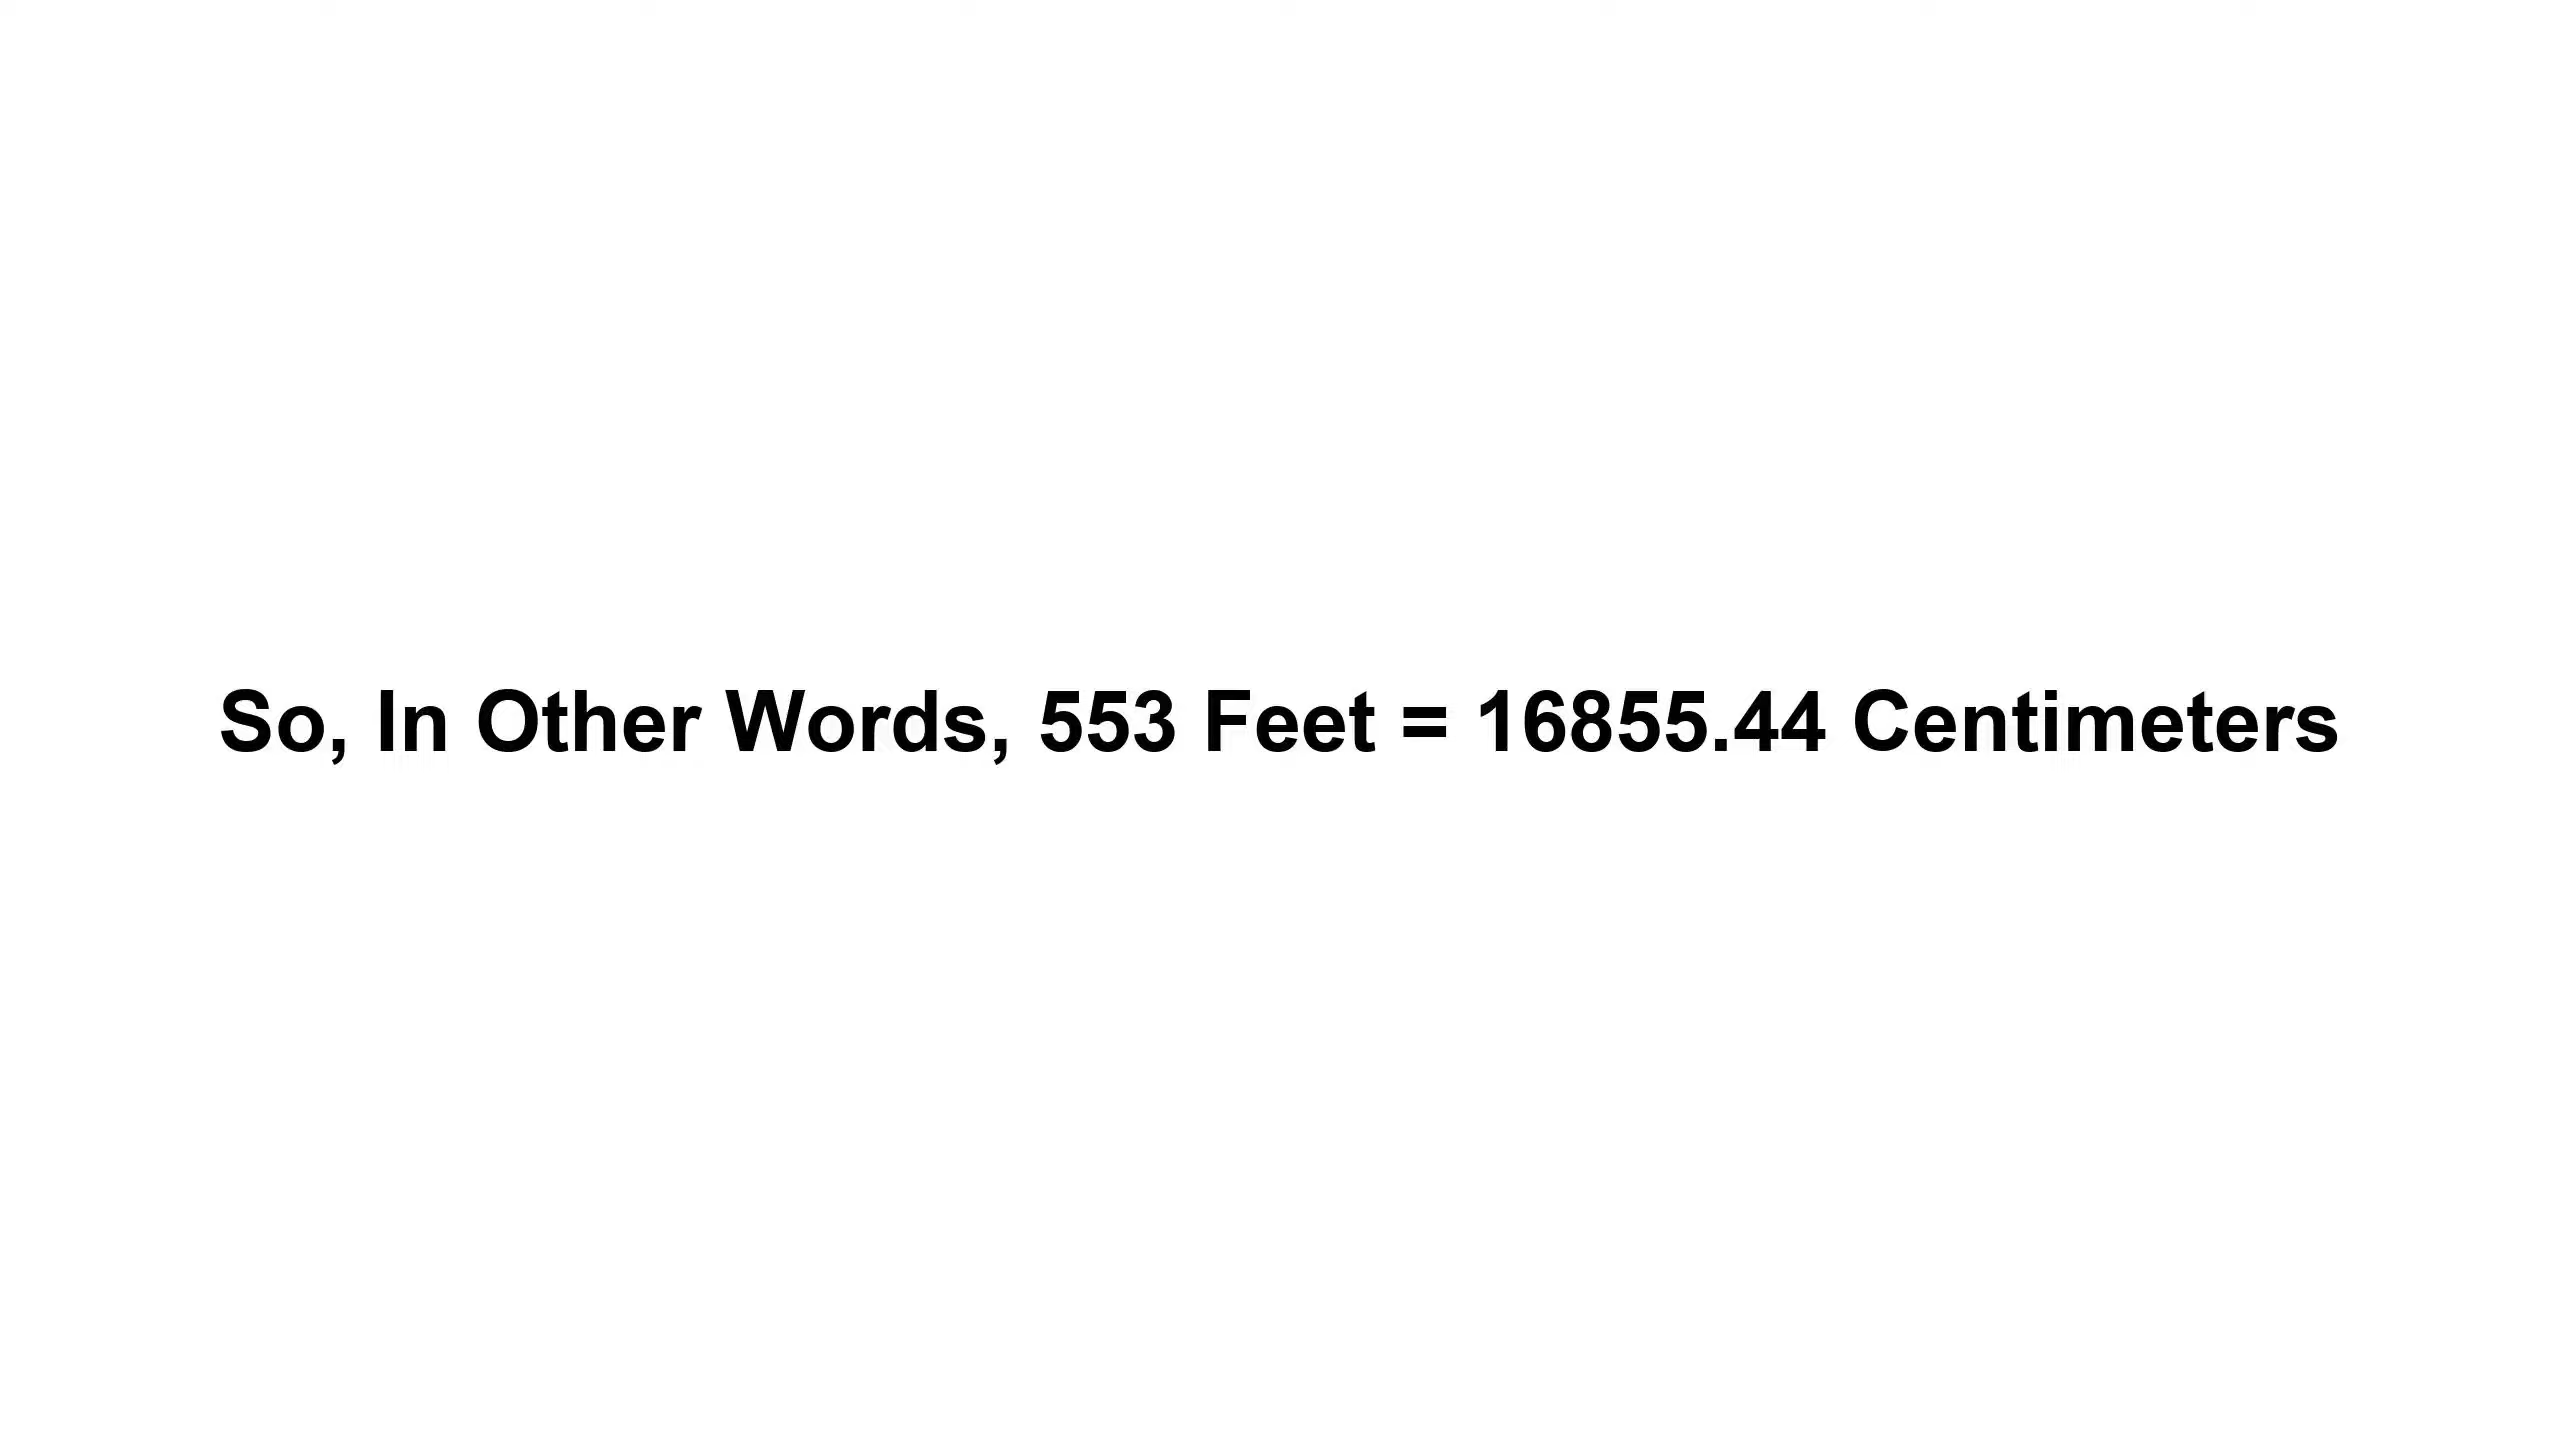 So, In Other Words, 553 Feet = 16855.44 Centimeters